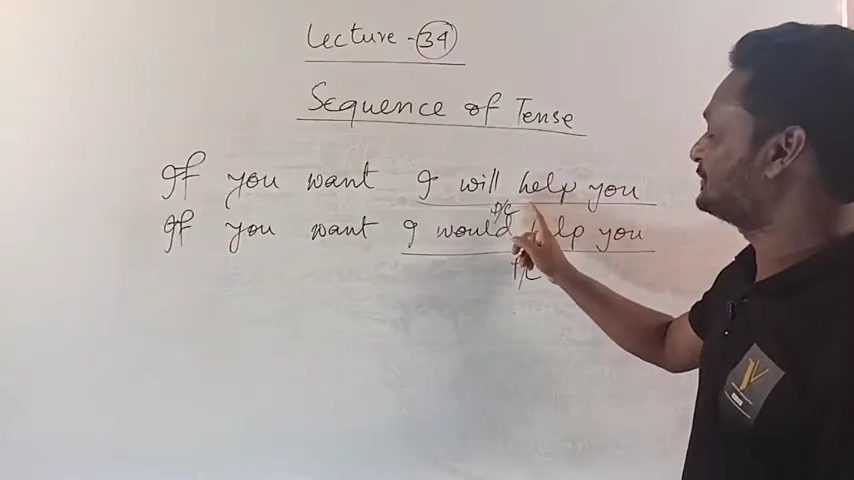 Lecture - 34
Sequence of Tense
If you want I will help you
P/C
If you want I would help you
P/C